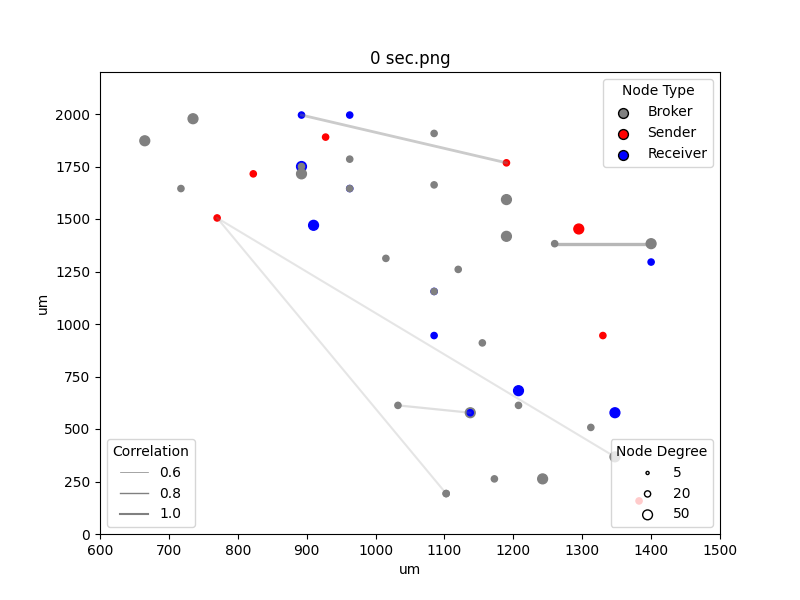 0 sec.png
Node Type
Broker
Sender
Receiver
um
2000
1750
1500
1250
1000
750
500
250
0
Correlation
0.6
0.8
1.0
Node Degree
5
20
50
600 700 800 900 1000 1100 1200 1300 1400 1500
um